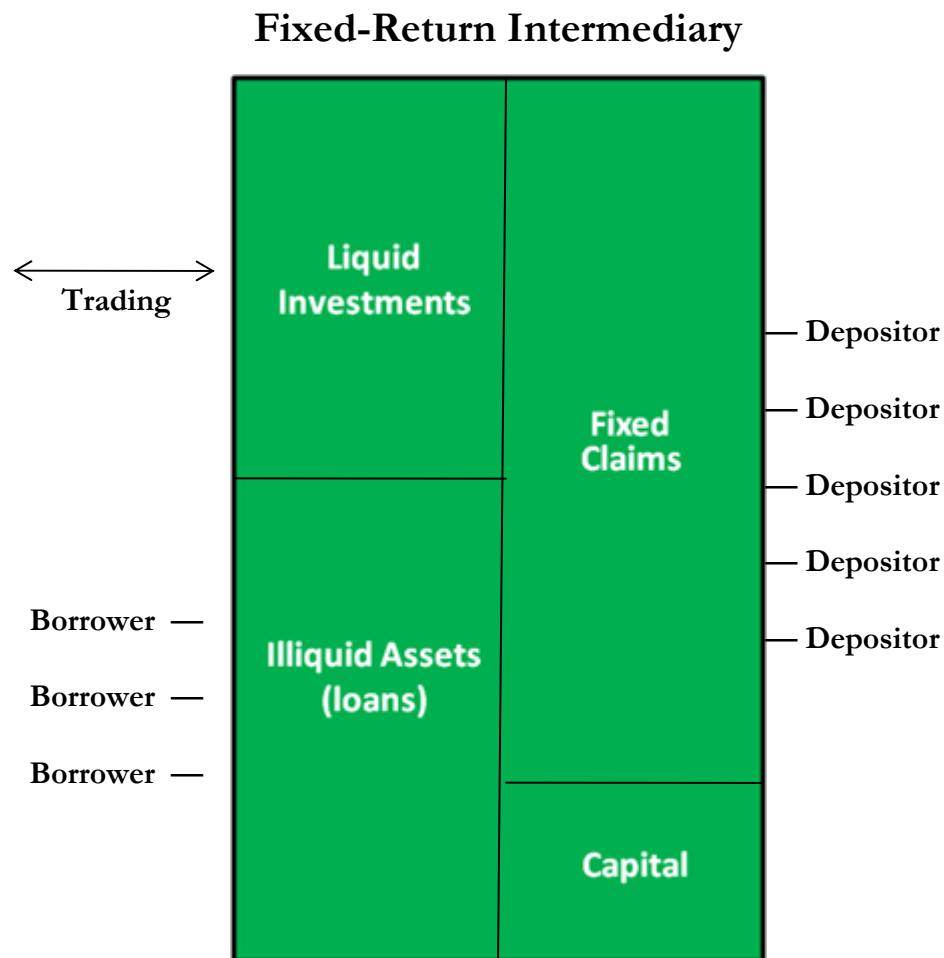 Fixed-Return Intermediary
Liquid
Investments
Trading
Depositor
Depositor
Fixed
Claims
Depositor
Depositor
Borrower
Depositor
Illiquid Assets
(loans)
Borrower
Borrower
Capital